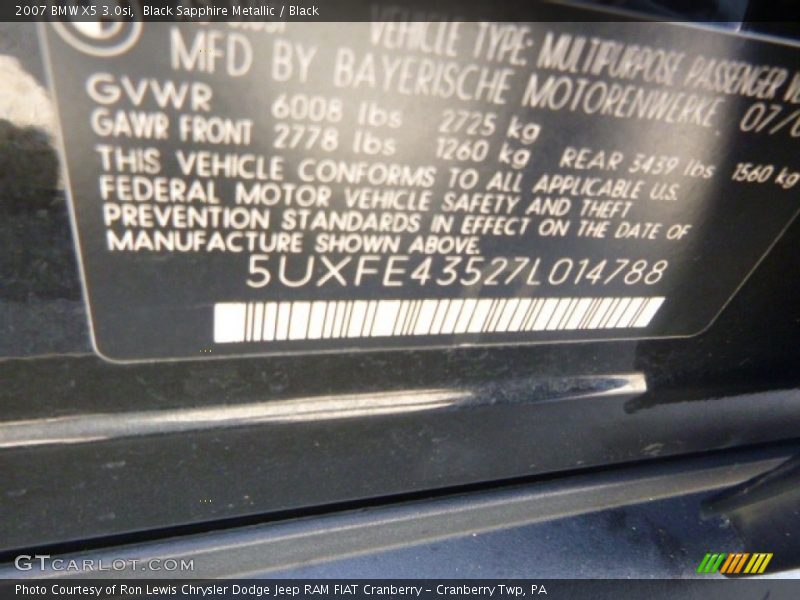 2007 BMW X5 3.0si, Black Sapphire Metallic / Black
VEHICLE TYPE: MULTIPURPOSE PASSENGER
MFD BY BAYERISCHE MOTORENWERKE 07/
GVWR 6008 lbs 2725 kg
GAWR FRONT 2778 lbs 1260 kg REAR 3439 lbs 1560 kg
THIS VEHICLE CONFORMS TO ALL APPLICABLE U.S.
FEDERAL MOTOR VEHICLE SAFETY AND THEFT
PREVENTION STANDARDS IN EFFECT ON THE DATE OF
MANUFACTURE SHOWN ABOVE.
5UXFE43527L014788
GTCARLOT.COM
Photo Courtesy of Ron Lewis Chrysler Dodge Jeep RAM FIAT Cranberry – Cranberry Twp, PA